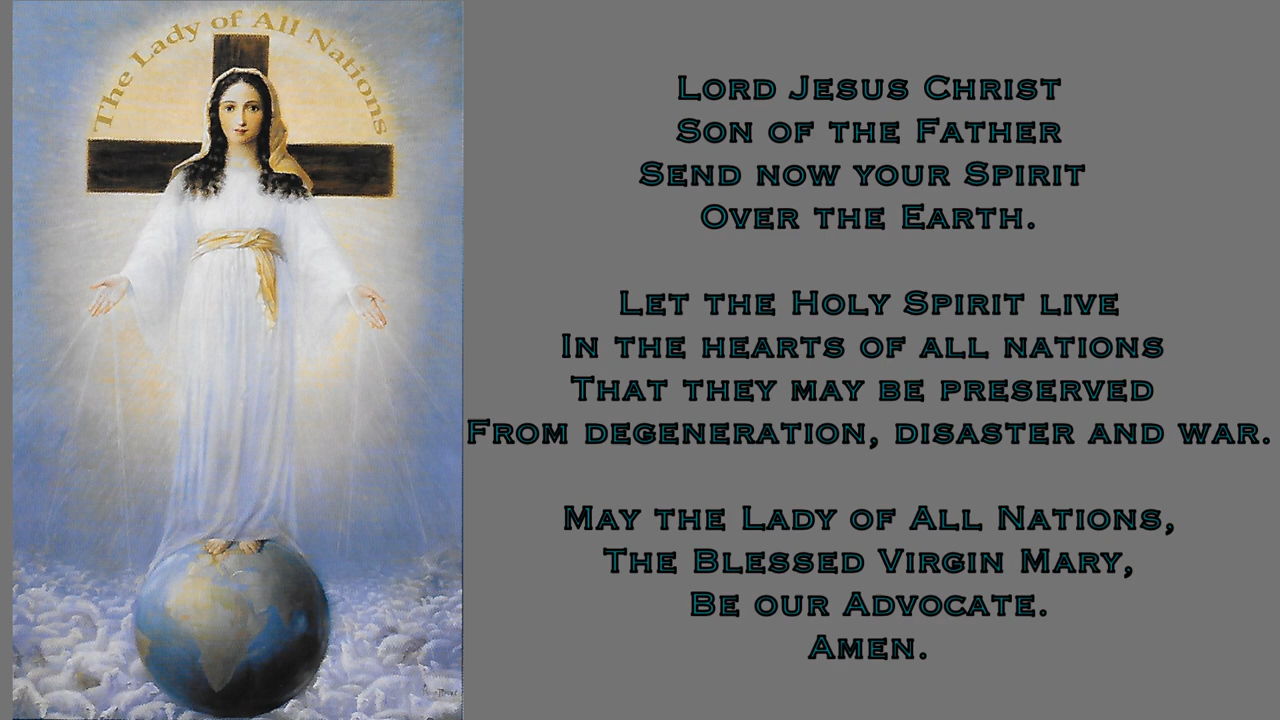 The Lady of All Nations
Lord Jesus Christ
Son of the Father
Send now your Spirit
Over the Earth.
Let the Holy Spirit live
In the hearts of all nations
That they may be preserved
From degeneration, disaster and war.
May the Lady of All Nations,
The Blessed Virgin Mary,
Be our Advocate.
Amen.